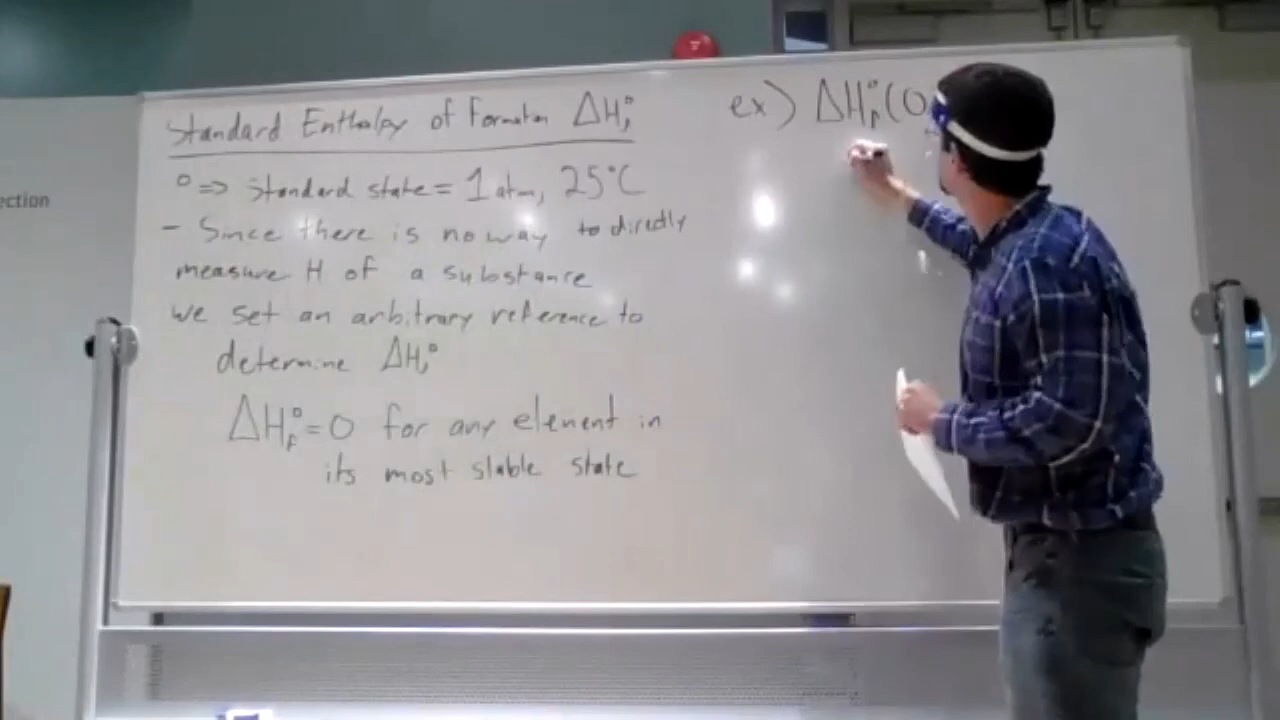 Standard Enthalpy of Formation ΔH°f
° => Standard state = 1 atm, 25°C
- Since there is no way to directly
measure H of a substance
we set an arbitrary reference to
determine ΔH°f
ΔH°f = 0 for any element in
its most stable state
ex) ΔH°f (O
ection